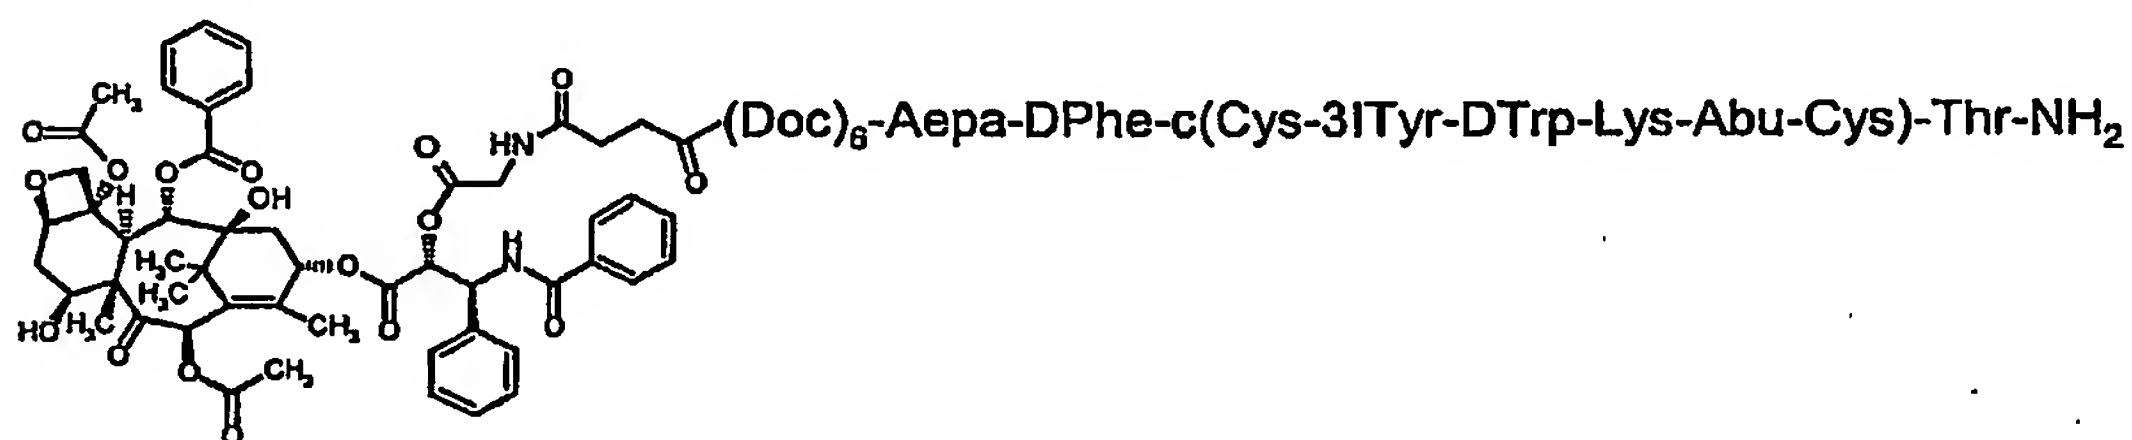 O
CH₃
O
(Doc)₆-Aepa-DPhe-c(Cys-3ITyr-DTrp-Lys-Abu-Cys)-Thr-NH₂
HN
O
O
O
O
O
O
O
H
OH
O
H
N
H₃C
O
H₃C
HO
H₃C
CH₃
O
O
O
O
CH₃
O